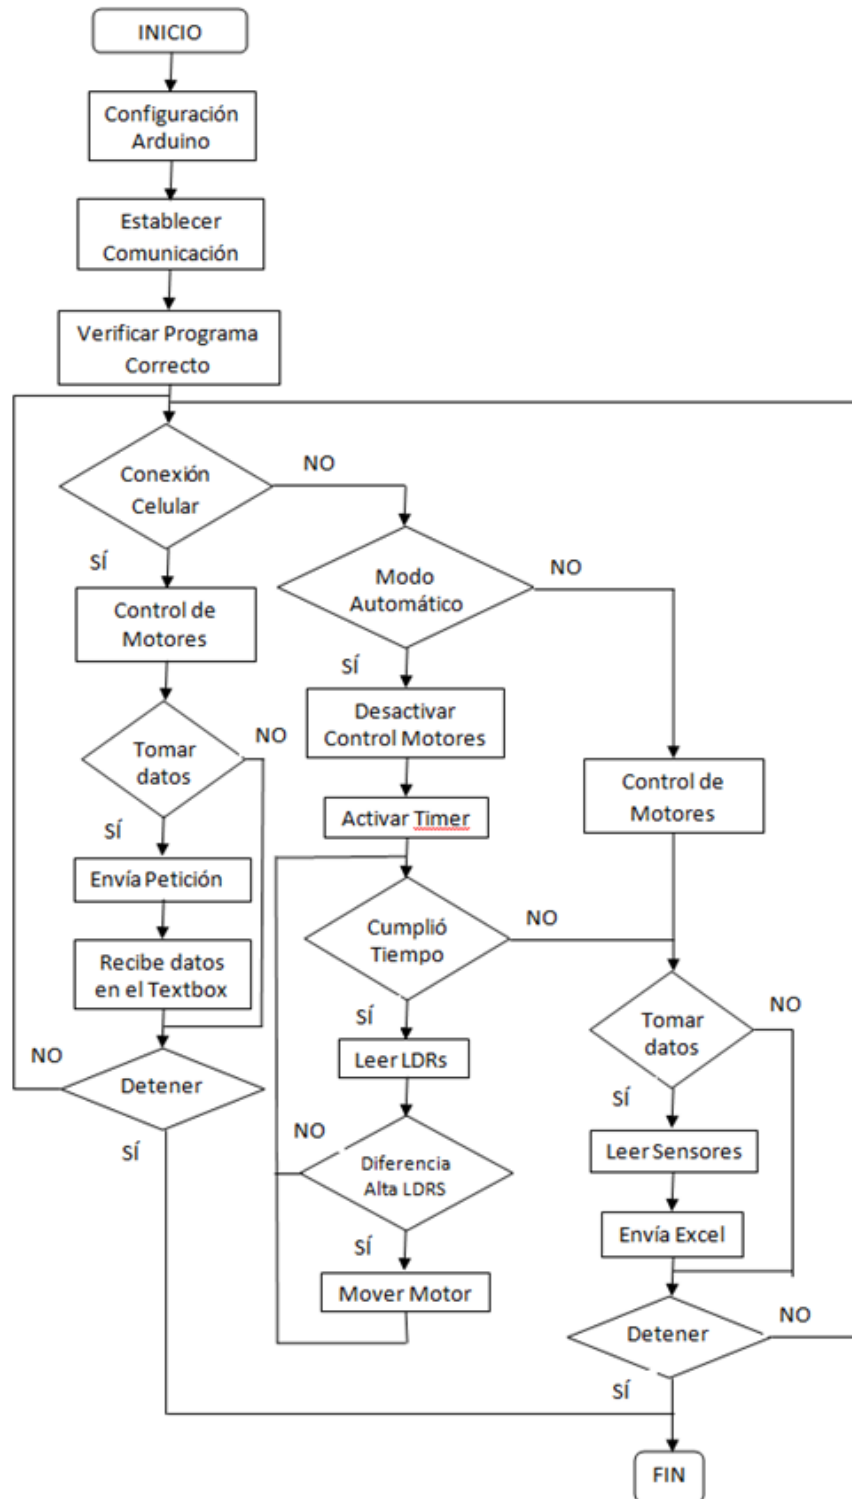 INICIO
Configuración
Arduino
Establecer
Comunicación
Verificar Programa
Correcto
Conexión
Celular
NO
SÍ
Control de
Motores
Tomar
datos
NO
SÍ
Envía Petición
Recibe datos
en el Textbox
NO
Detener
SÍ
Modo
Automático
NO
SÍ
Desactivar
Control Motores
Activar Timer
Cumplió
Tiempo
NO
SÍ
Leer LDRs
NO
Diferencia
Alta LDRS
SÍ
Mover Motor
Control de
Motores
Tomar
datos
NO
SÍ
Leer Sensores
Envía Excel
Detener
NO
SÍ
FIN